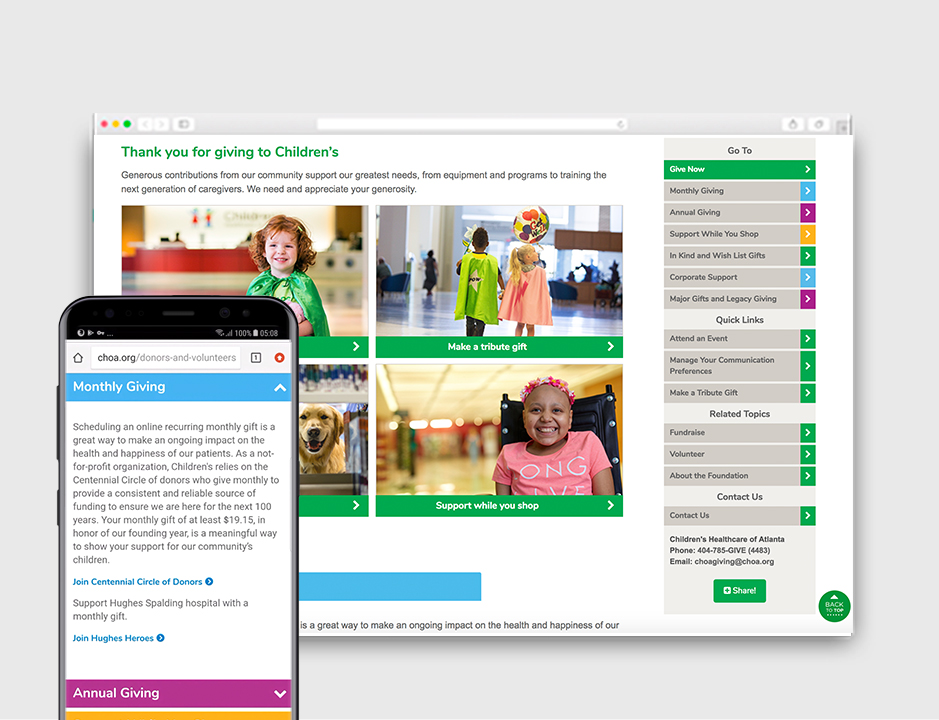 Thank you for giving to Children's
Generous contributions from our community support our greatest needs, from equipment and programs to training the
next generation of caregivers. We need and appreciate your generosity.
Children's
POW
Make a tribute gift
ONG
LIVE
Support while you shop
is a great way to make an ongoing impact on the health and happiness of our
Go To
Give Now
Monthly Giving
Annual Giving
Support While You Shop
In Kind and Wish List Gifts
Corporate Support
Major Gifts and Legacy Giving
Quick Links
Attend an Event
Manage Your Communication
Preferences
Make a Tribute Gift
Related Topics
Fundraise
Volunteer
About the Foundation
Contact Us
Contact Us
Children's Healthcare of Atlanta
Phone: 404-785-GIVE (4483)
Email: choagiving@choa.org
Share!
BACK
TO TOP
100% 05:08
choa.org/donors-and-volunteers
1
Monthly Giving
Scheduling an online recurring monthly gift is a
great way to make an ongoing impact on the
health and happiness of our patients. As a not-
for-profit organization, Children's relies on the
Centennial Circle of donors who give monthly to
provide a consistent and reliable source of
funding to ensure we are here for the next 100
years. Your monthly gift of at least $19.15, in
honor of our founding year, is a meaningful way
to show your support for our community's
children.
Join Centennial Circle of Donors
Support Hughes Spalding hospital with a
monthly gift.
Join Hughes Heroes
Annual Giving